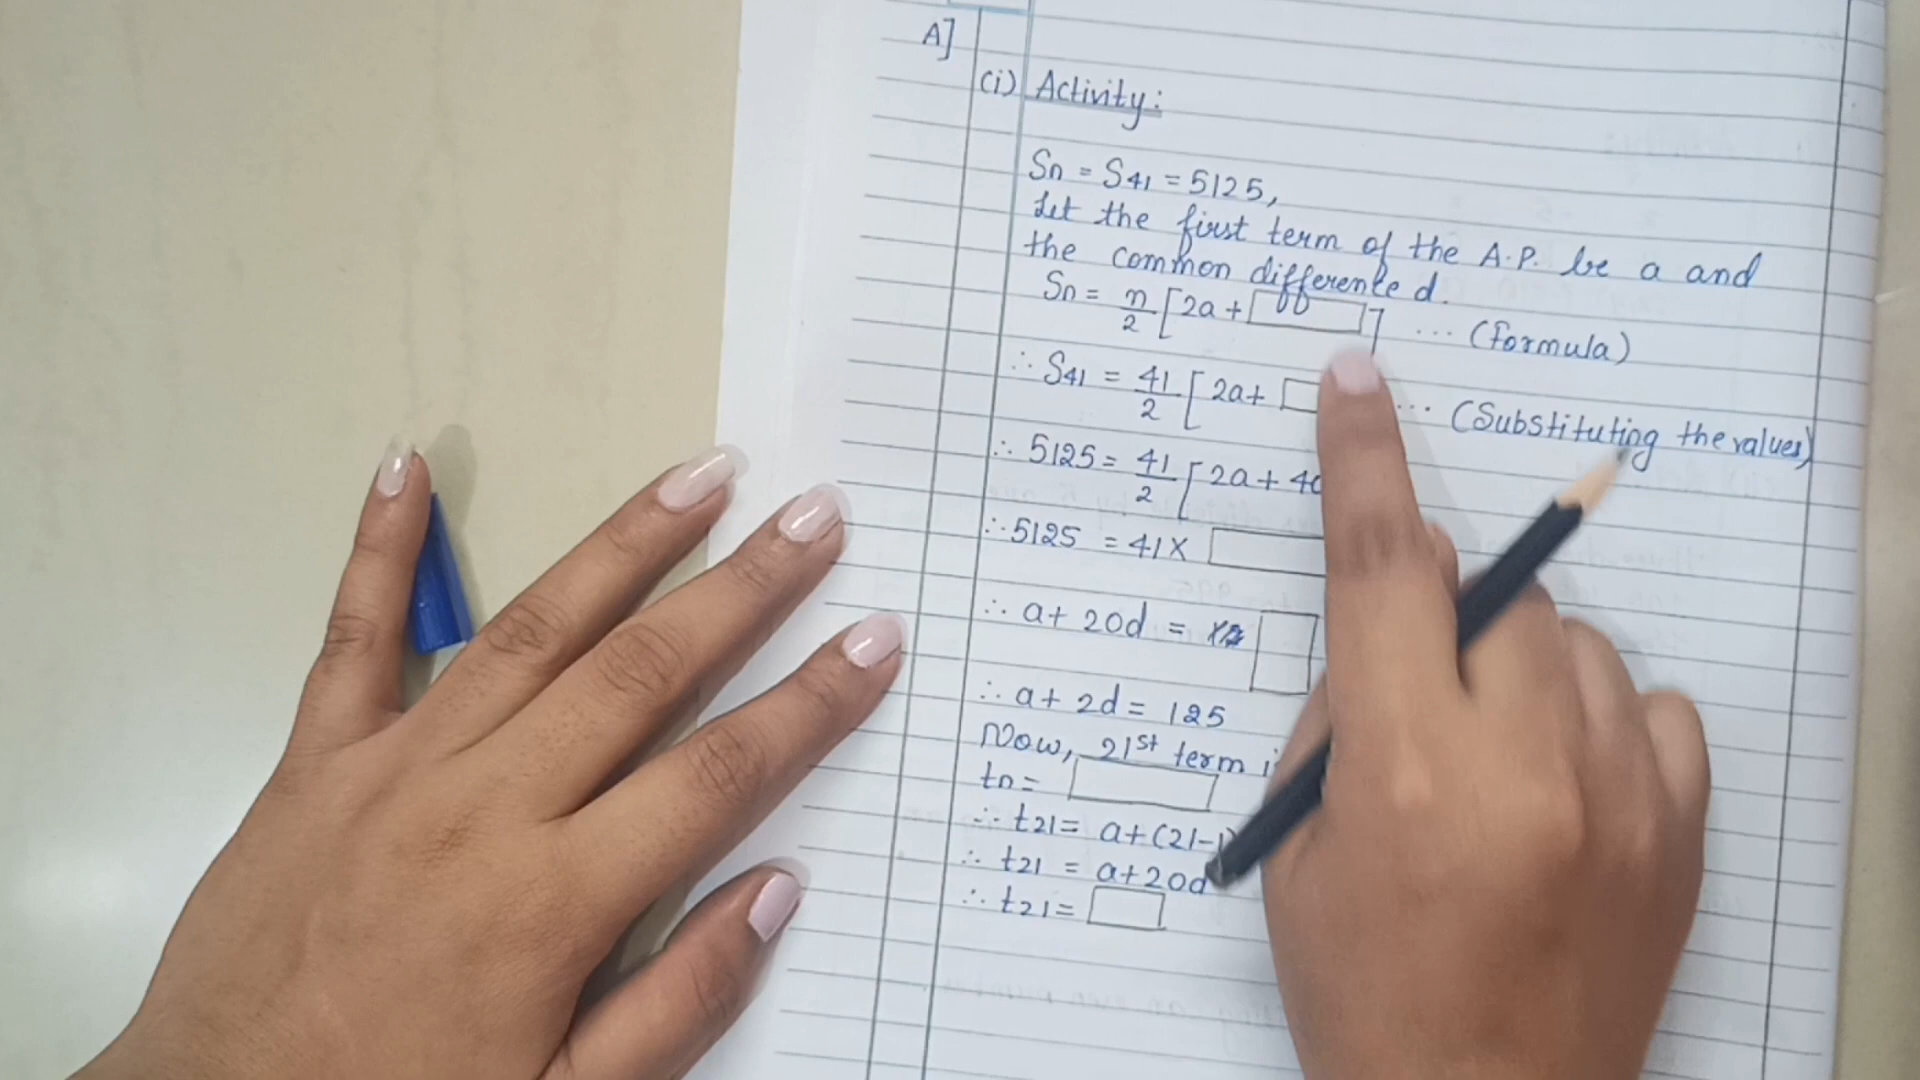 A]
(i) Activity:
Sn = S41 = 5125,
Let the first term of the A.P. be a and
the common difference d.
Sn = n/2 [2a + ] ... (formula)
∴ S41 = 41/2 [2a+ ... (Substituting the values)
∴ 5125 = 41/2 [2a + 40
∴ 5125 = 41 x
∴ a + 20d =
∴ a + 2d = 125
Now, 21st term
tn =
∴ t21 = a+(21-1)
∴ t21 = a+20d
∴ t21 =